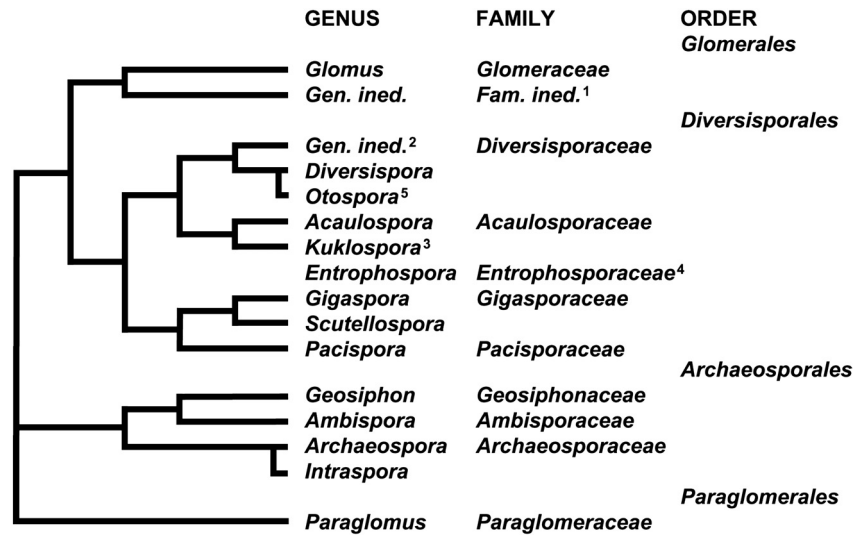 GENUS FAMILY ORDER
Glomerales
Glomus Glomeraceae
Gen. ined. Fam. ined.¹
Diversisporales
Gen. ined.² Diversisporaceae
Diversispora
Otospora⁵
Acaulospora Acaulosporaceae
Kuklospora³
Entrophospora Entrophosporaceae⁴
Gigaspora Gigasporaceae
Scutellospora
Pacispora Pacisporaceae
Archaeosporales
Geosiphon Geosiphonaceae
Ambispora Ambisporaceae
Archaeospora Archaeosporaceae
Intraspora
Paraglomerales
Paraglomus Paraglomeraceae